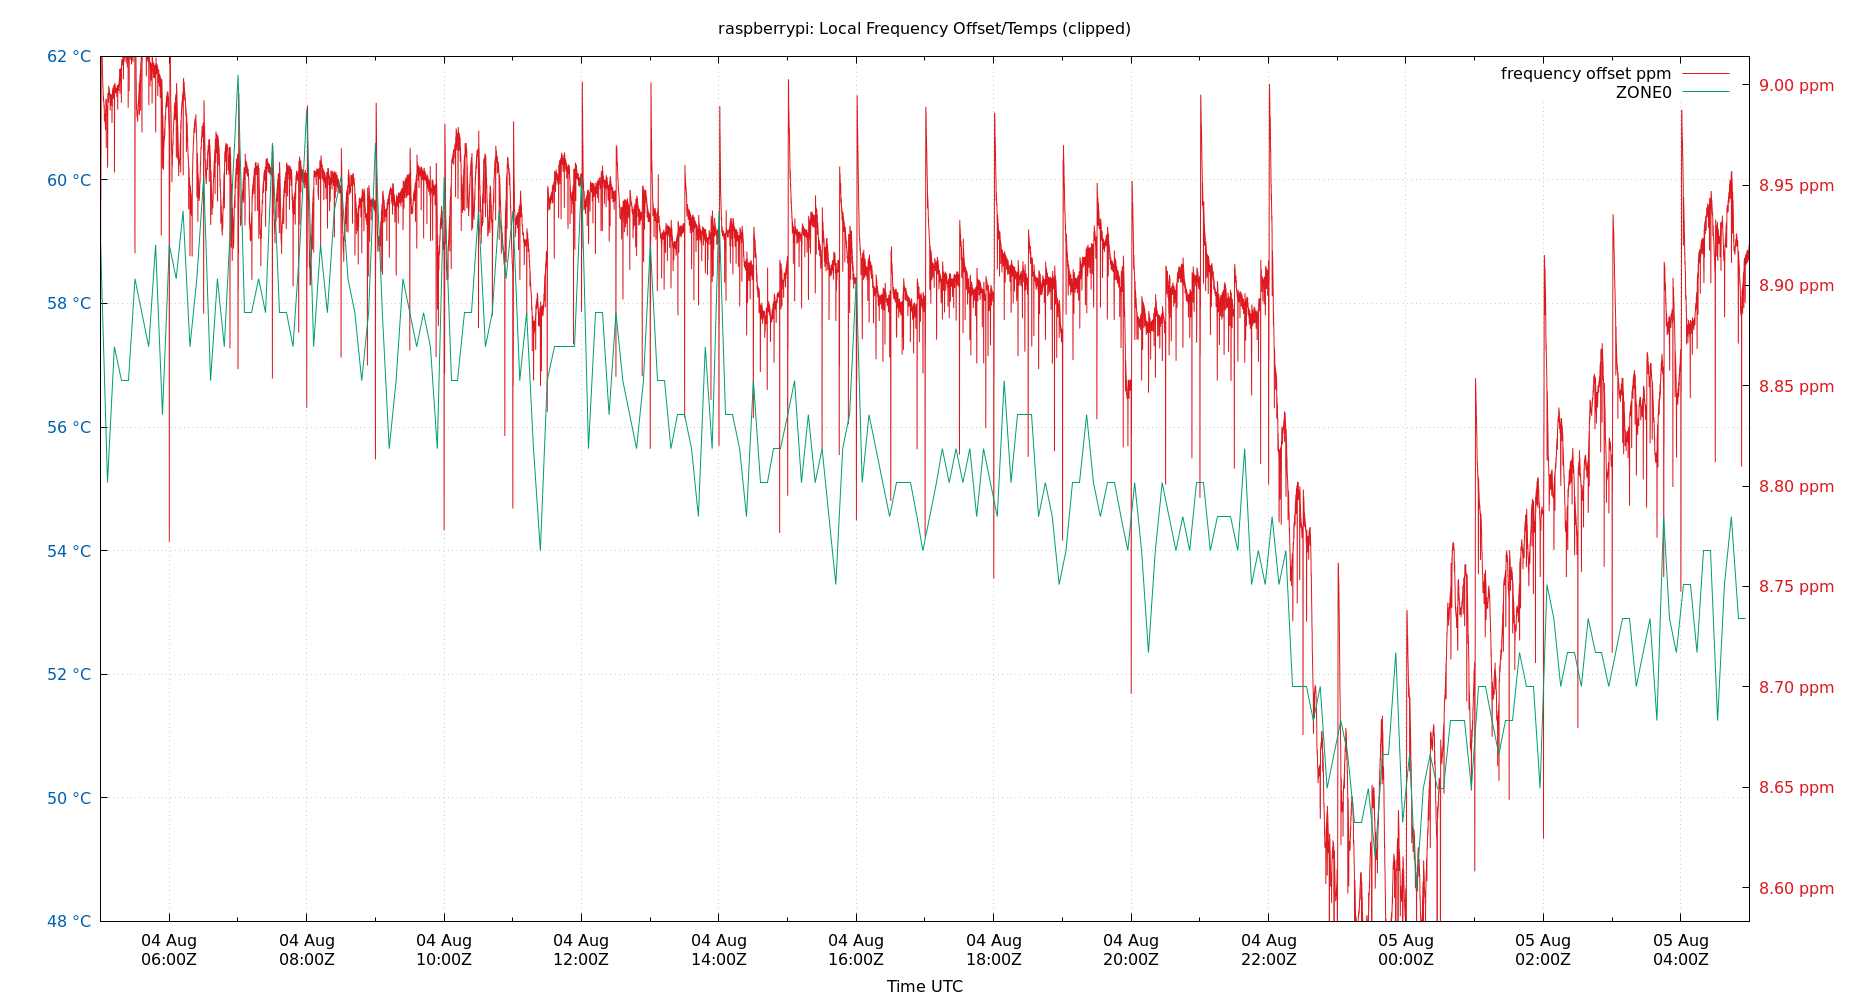 raspberrypi: Local Frequency Offset/Temps (clipped)
frequency offset ppm
ZONE0
62 °C
60 °C
58 °C
56 °C
54 °C
52 °C
50 °C
48 °C
9.00 ppm
8.95 ppm
8.90 ppm
8.85 ppm
8.80 ppm
8.75 ppm
8.70 ppm
8.65 ppm
8.60 ppm
04 Aug 04 Aug 04 Aug 04 Aug 04 Aug 04 Aug 04 Aug 04 Aug 04 Aug 05 Aug 05 Aug 05 Aug
06:00Z 08:00Z 10:00Z 12:00Z 14:00Z 16:00Z 18:00Z 20:00Z 22:00Z 00:00Z 02:00Z 04:00Z
Time UTC